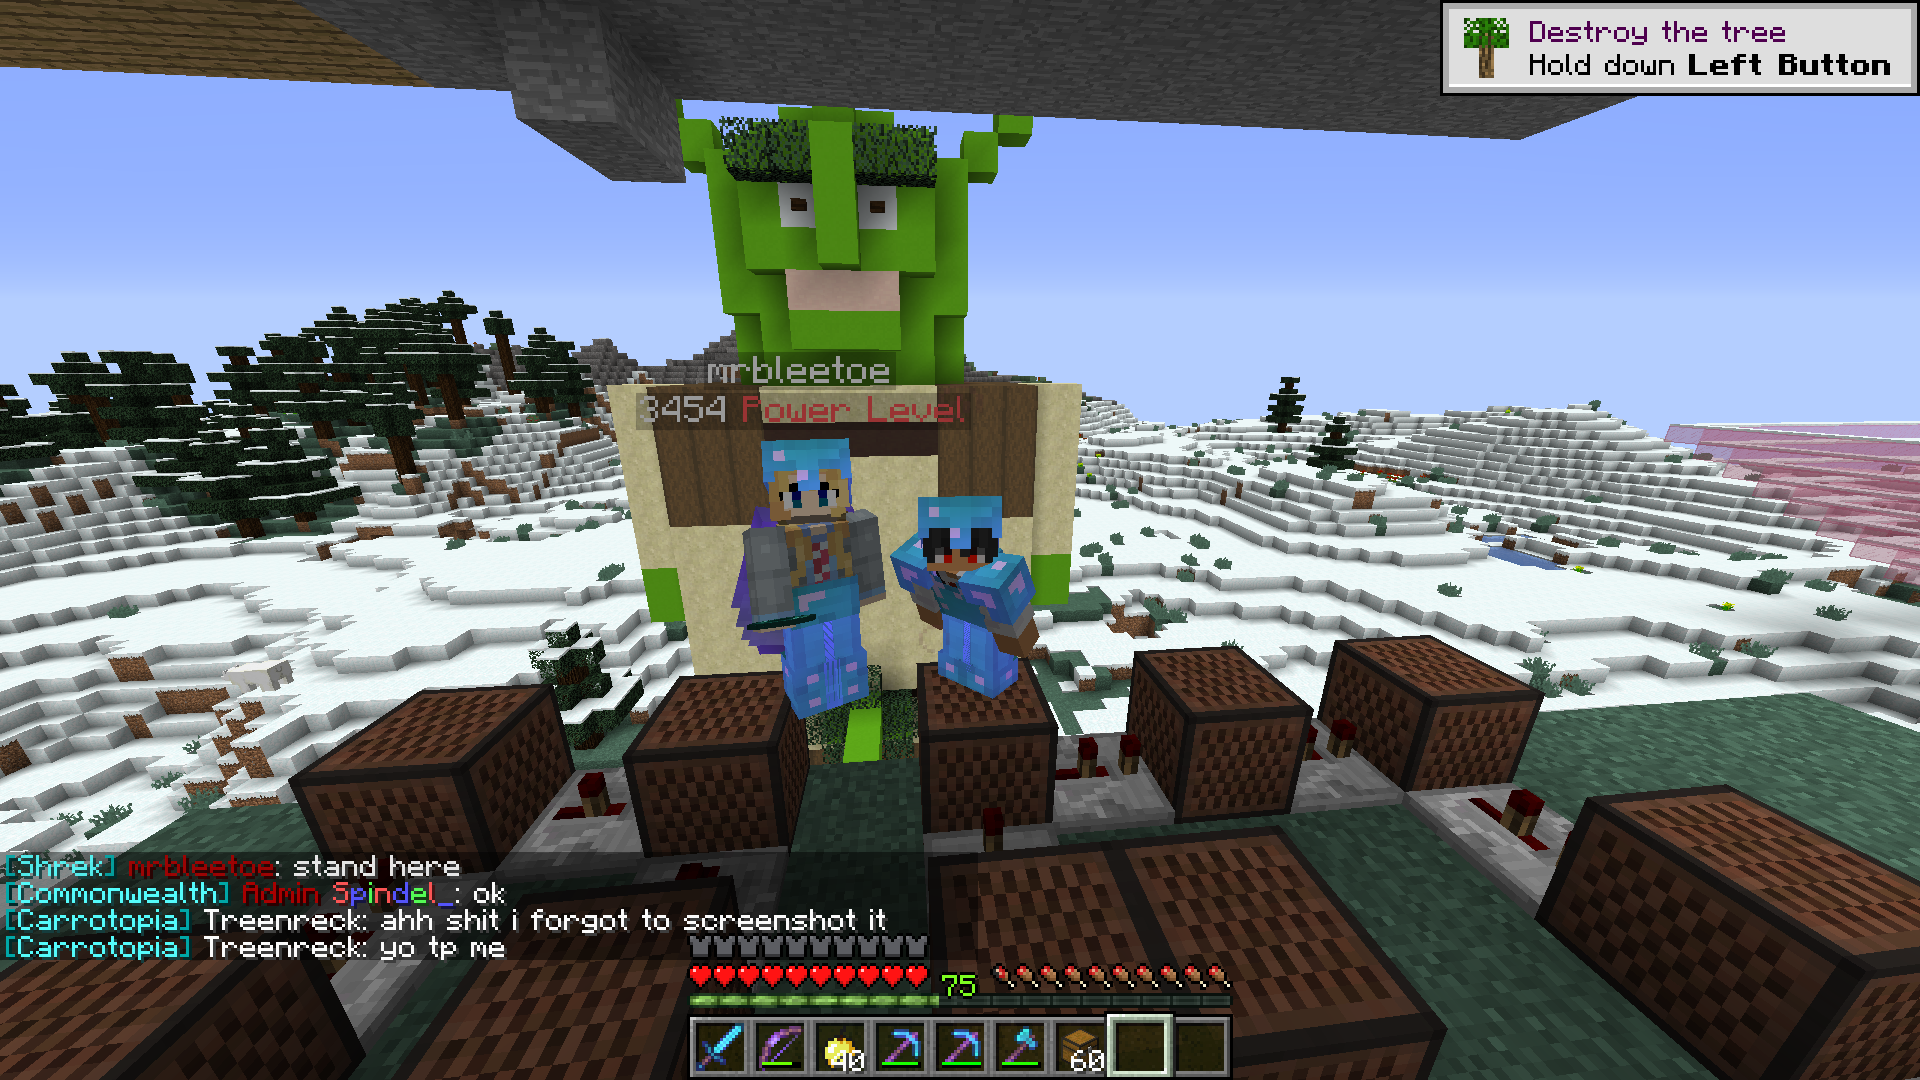 Destroy the tree
Hold down Left Button
mrbleetoe
3454 Power Level
[Shrek] mrbleetoe: stand here
[Commonwealth] Admin Spindel_: ok
[Carrotopia] Treenreck: ahh shit i forgot to screenshot it
[Carrotopia] Treenreck: yo tp me
75
40
60